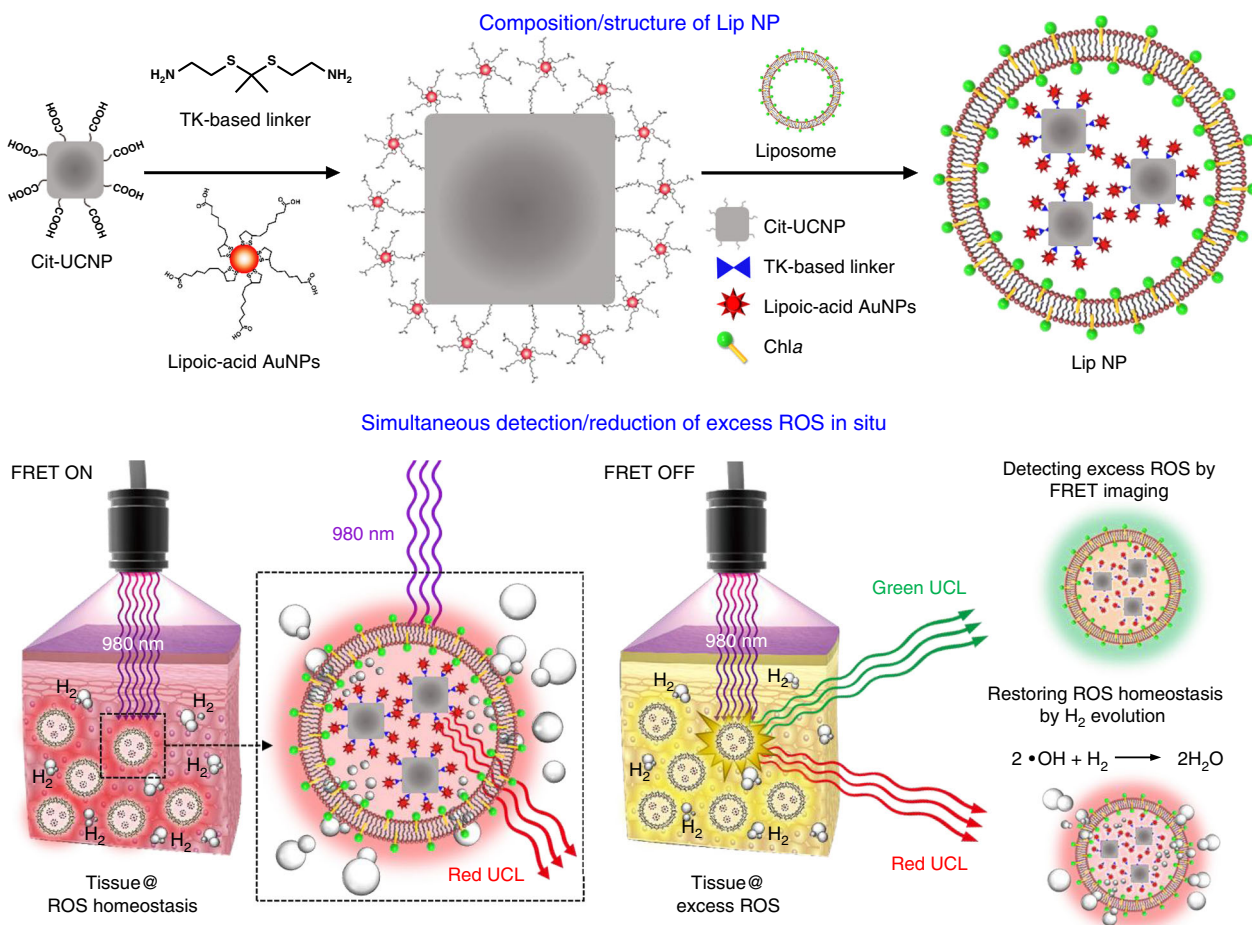 Composition/structure of Lip NP
H₂N
S
S
NH₂
TK-based linker
COOH
COOH
COOH
COOH
COOH
COOH
COOH
COOH
Cit-UCNP
Lipoic-acid AuNPs
Liposome
Cit-UCNP
TK-based linker
Lipoic-acid AuNPs
Chla
Lip NP
Simultaneous detection/reduction of excess ROS in situ
FRET ON
980 nm
H₂
H₂
H₂
H₂
H₂
Tissue@
ROS homeostasis
980 nm
Red UCL
FRET OFF
980 nm
H₂
H₂
H₂
H₂
H₂
Tissue@
excess ROS
Green UCL
Red UCL
Detecting excess ROS by
FRET imaging
Restoring ROS homeostasis
by H₂ evolution
2 •OH + H₂ ⟶ 2H₂O